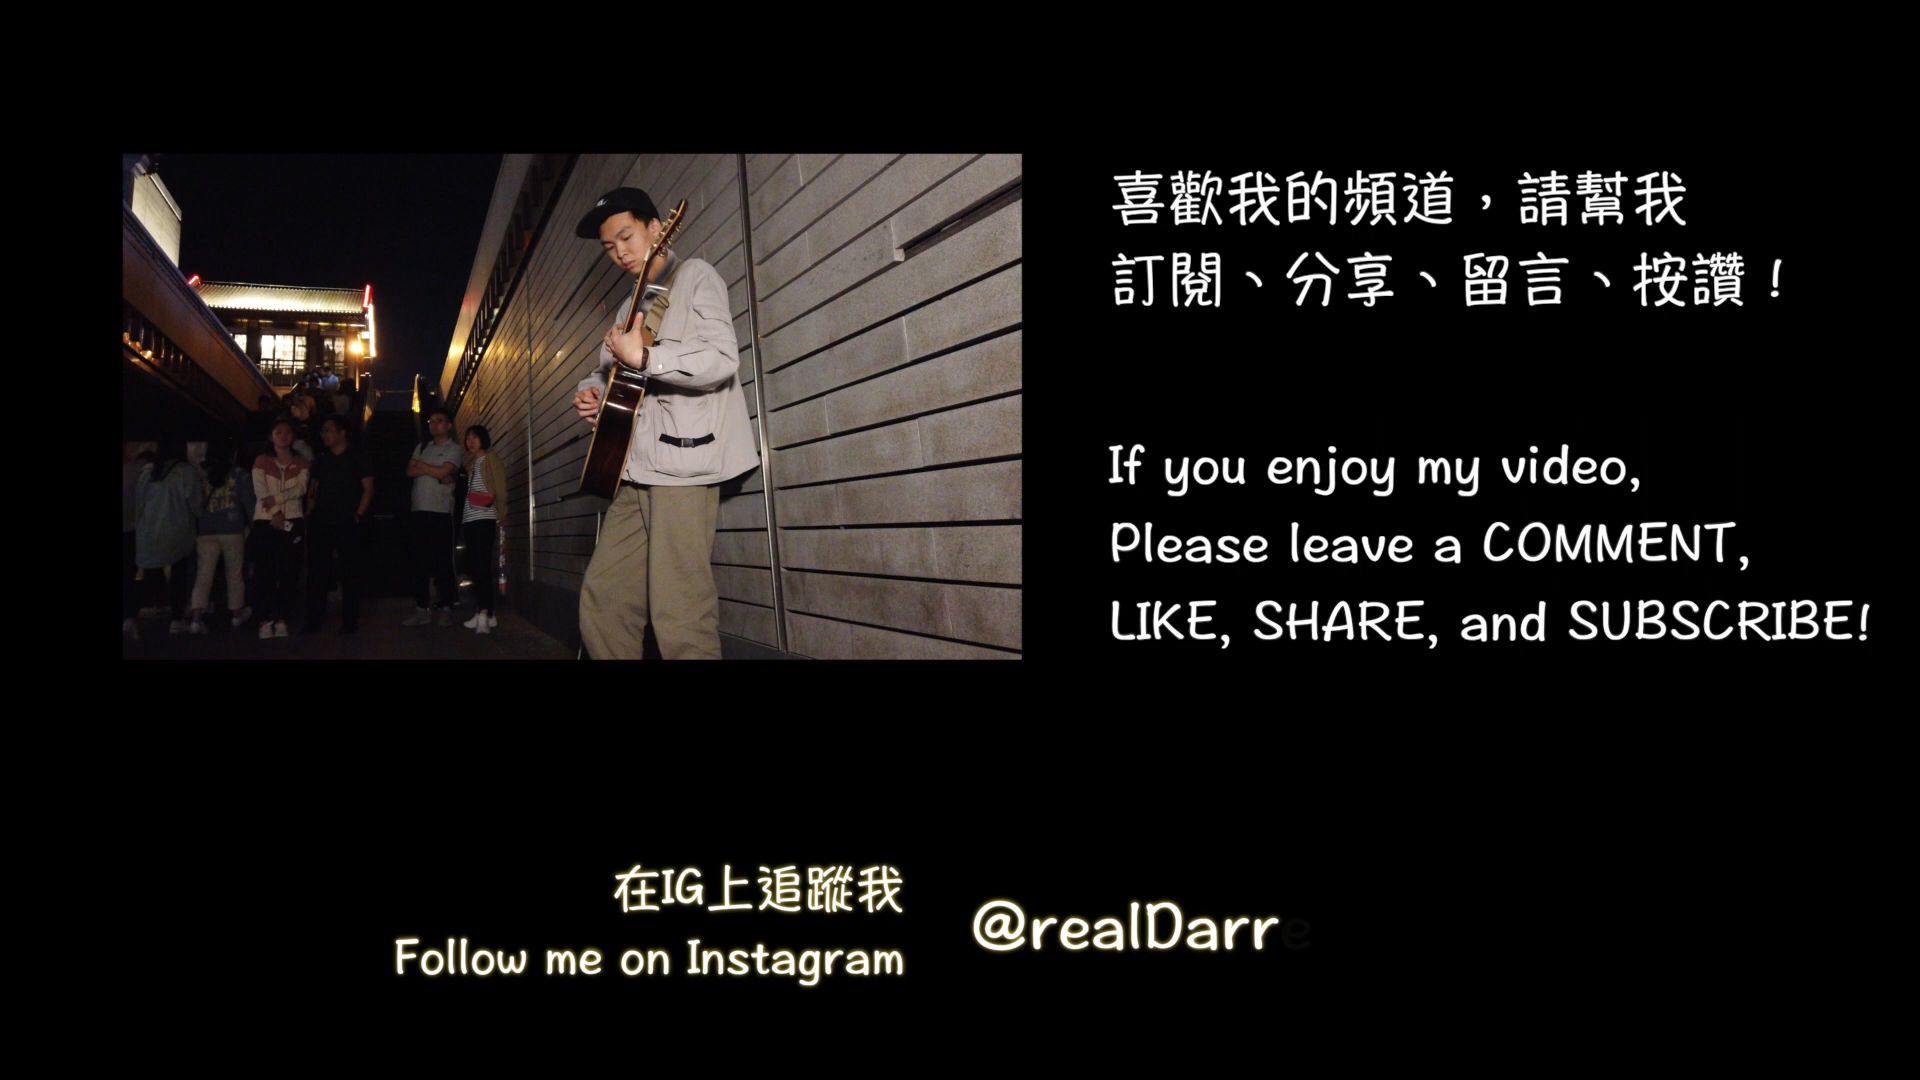 喜歡我的頻道，請幫我
訂閱、分享、留言、按讚！
If you enjoy my video,
Please leave a COMMENT,
LIKE, SHARE, and SUBSCRIBE!
在IG上追蹤我
Follow me on Instagram
@realDarre